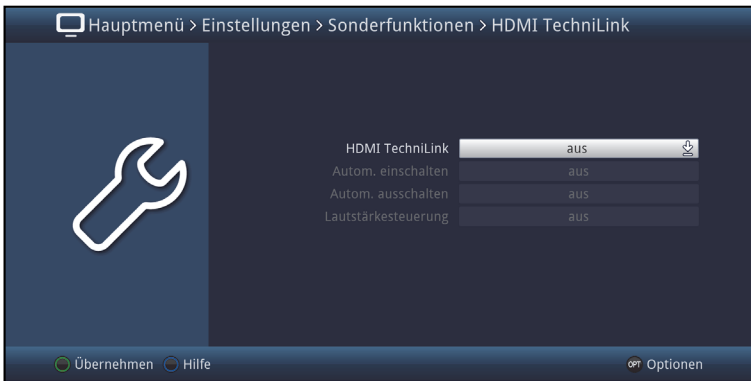 Hauptmenü > Einstellungen > Sonderfunktionen > HDMI TechniLink
HDMI TechniLink aus
Autom. einschalten aus
Autom. ausschalten aus
Lautstärkesteuerung aus
Übernehmen Hilfe OPT Optionen